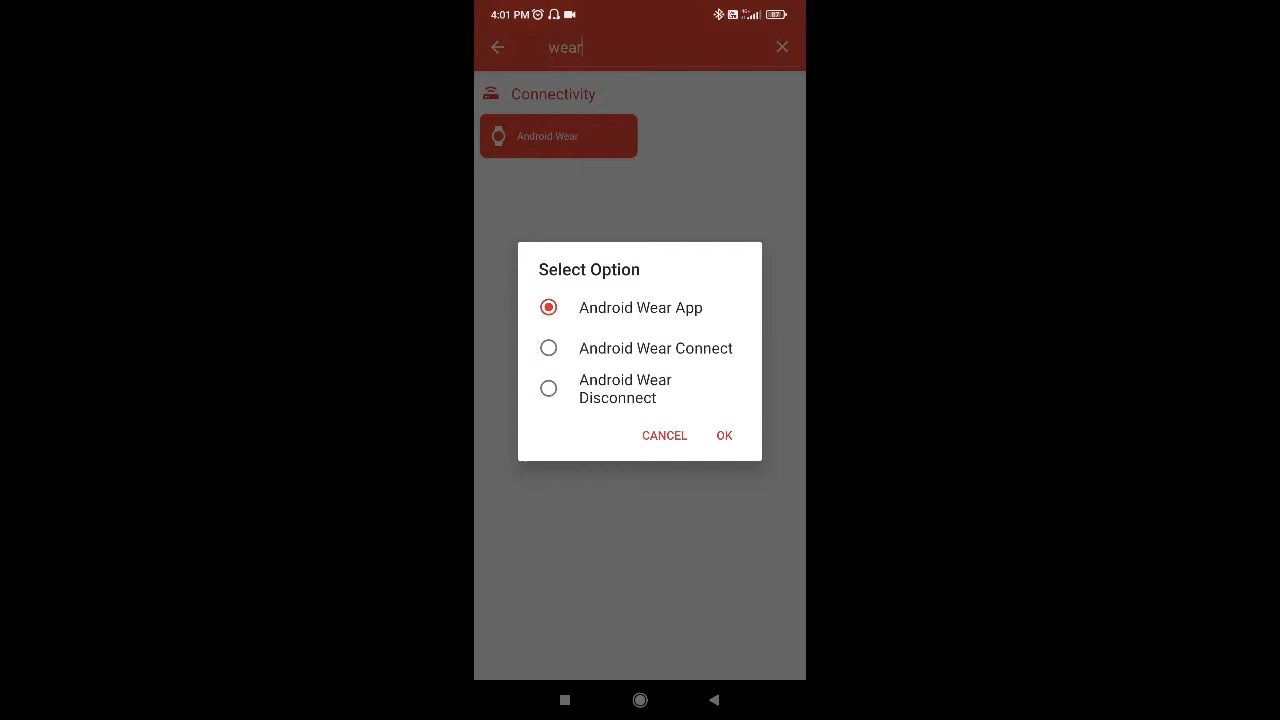 4:01 PM 87
wear
Connectivity
Android Wear
Select Option
Android Wear App
Android Wear Connect
Android Wear
Disconnect
CANCEL OK